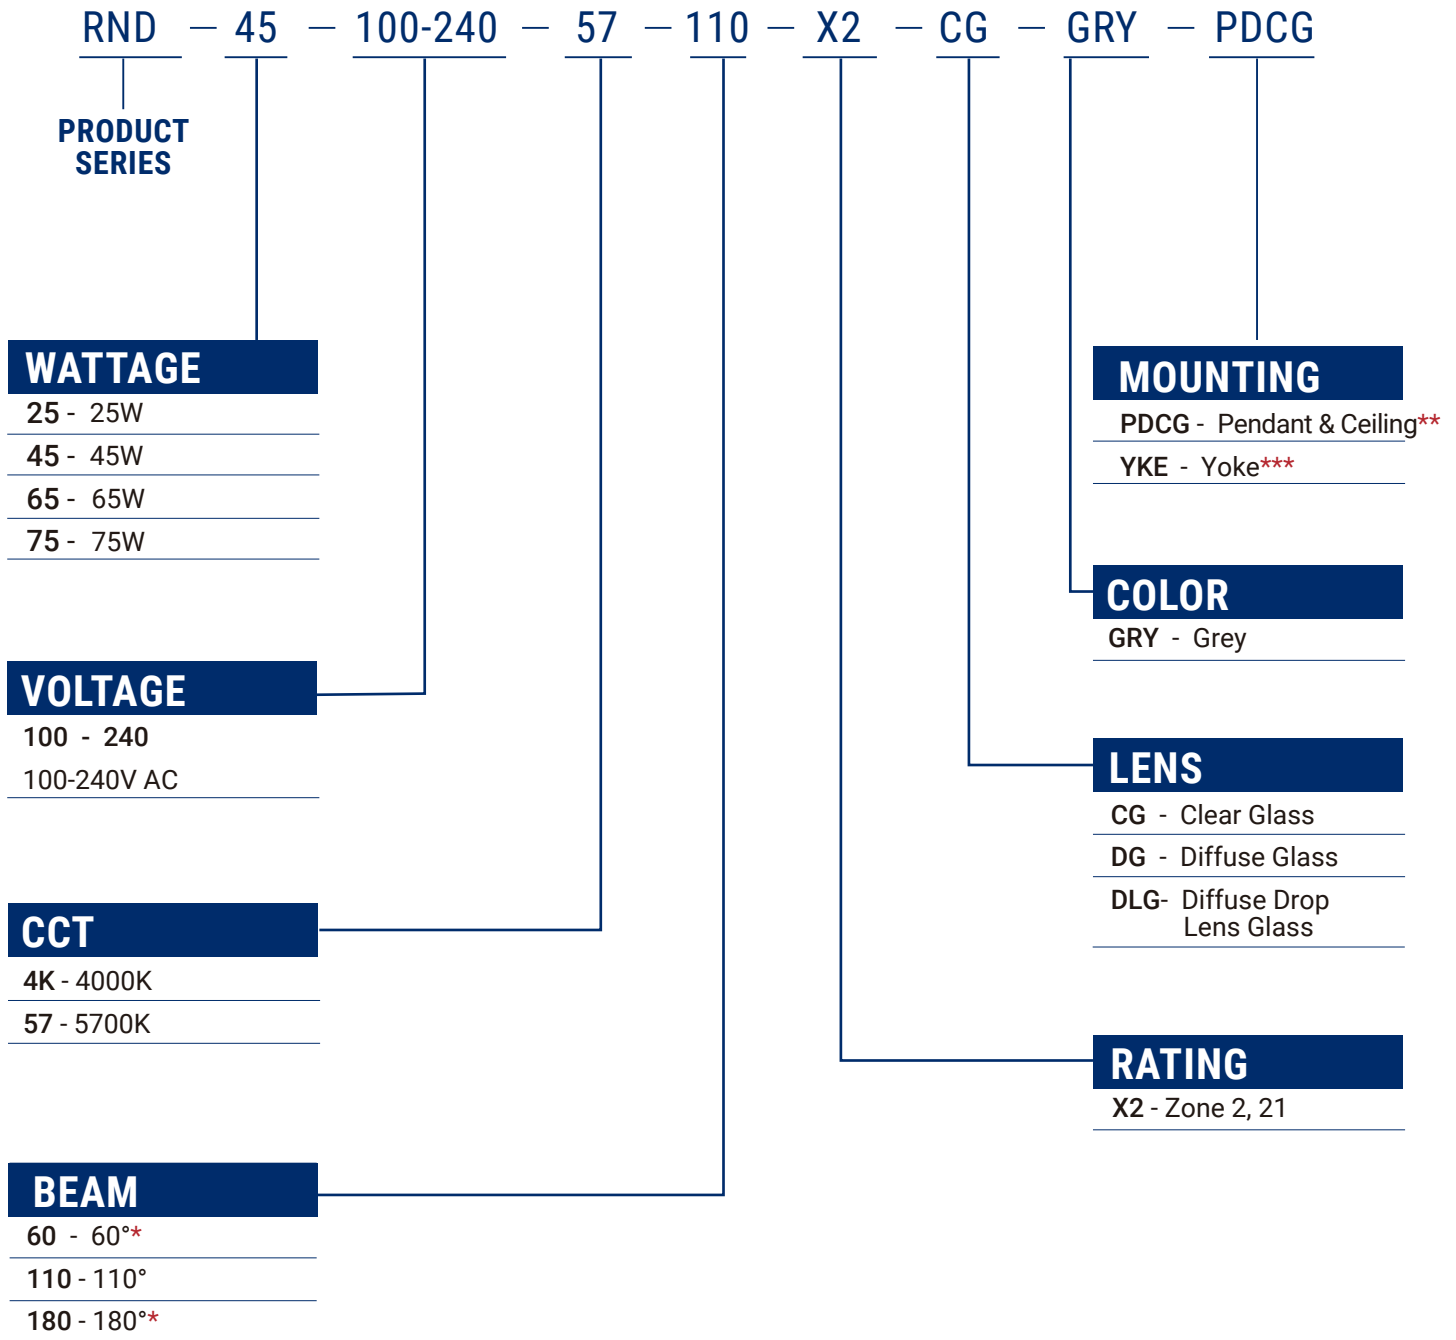 RND — 45 — 100-240 — 57 — 110 — X2 — CG — GRY — PDCG
PRODUCT
SERIES
WATTAGE
25 - 25W
45 - 45W
65 - 65W
75 - 75W
VOLTAGE
100 - 240
100-240V AC
CCT
4K - 4000K
57 - 5700K
BEAM
60 - 60°*
110 - 110°
180 - 180°*
MOUNTING
PDCG - Pendant & Ceiling**
YKE - Yoke***
COLOR
GRY - Grey
LENS
CG - Clear Glass
DG - Diffuse Glass
DLG- Diffuse Drop
Lens Glass
RATING
X2 - Zone 2, 21